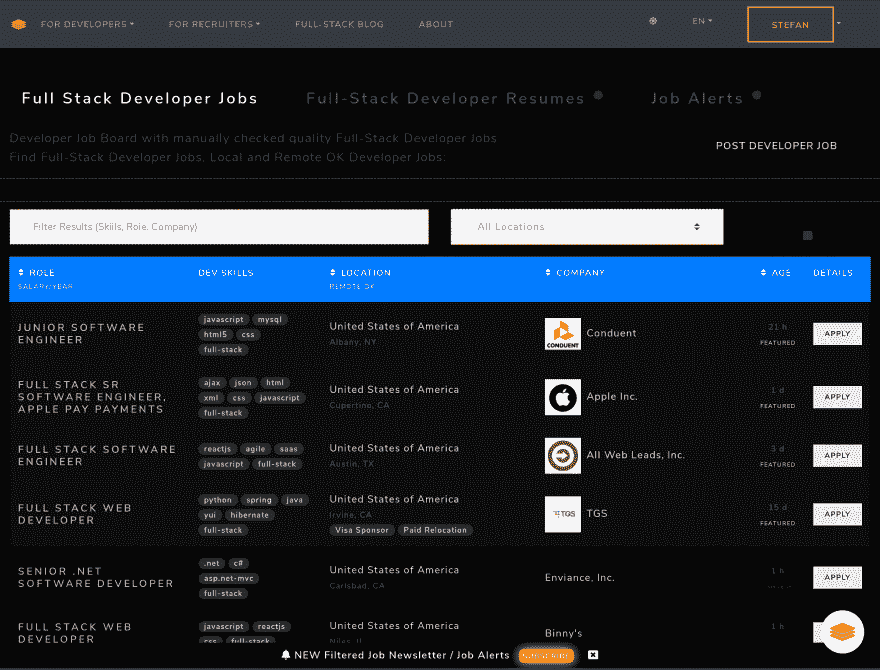 FOR DEVELOPERS
FOR RECRUITERS
FULL-STACK BLOG
ABOUT
EN
STEFAN
Full Stack Developer Jobs
Full-Stack Developer Resumes
Job Alerts
Developer Job Board with manually checked quality Full-Stack Developer Jobs
Find Full-Stack Developer Jobs, Local and Remote OK Developer Jobs.
POST DEVELOPER JOB
Filter Results (Skills, Role, Company)
All Locations
ROLE DEV SKILLS LOCATION COMPANY AGE DETAILS
SALARY/YEAR REMOTE OK
JUNIOR SOFTWARE
ENGINEER
javascript mysql
html5 css
full-stack
United States of America
Albany, NY
CONDUENT
Conduent
21 h
FEATURED
APPLY
FULL STACK SR
SOFTWARE ENGINEER,
APPLE PAY PAYMENTS
ajax json html
xml css javascript
full-stack
United States of America
Cupertino, CA
Apple Inc.
1 d
FEATURED
APPLY
FULL STACK SOFTWARE
ENGINEER
reactjs agile saas
javascript full-stack
United States of America
Austin, TX
All Web Leads, Inc.
3 d
FEATURED
APPLY
FULL STACK WEB
DEVELOPER
python spring java
yui hibernate
full-stack
United States of America
Irvine, CA
Visa Sponsor Paid Relocation
TGS
TGS
15 d
FEATURED
APPLY
SENIOR .NET
SOFTWARE DEVELOPER
.net c#
asp.net-mvc
full-stack
United States of America
Carlsbad, CA
Enviance, Inc.
1 h
APPLY
FULL STACK WEB
DEVELOPER
javascript reactjs
css full-stack
United States of America
Niles, IL
Binny's
1 h
NEW Filtered Job Newsletter / Job Alerts